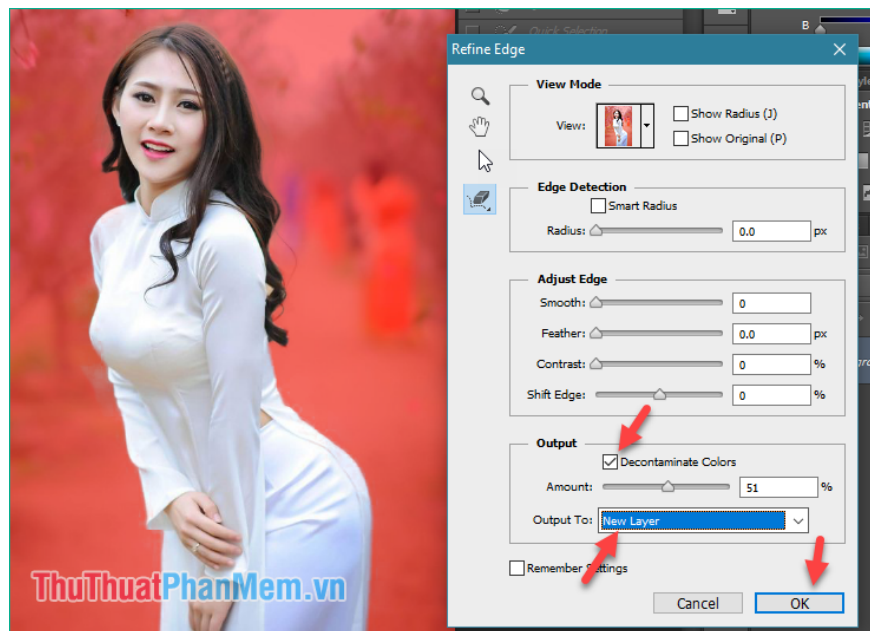 Quick Selection
B
Refine Edge
View Mode
View:
Show Radius (J)
Show Original (P)
Edge Detection
Smart Radius
Radius:
0.0
px
Adjust Edge
Smooth:
0
Feather:
0.0
px
Contrast:
0
%
Shift Edge:
0
%
Output
Decontaminate Colors
Amount:
51
%
Output To:
New Layer
Remember Settings
Cancel
OK
ThuThuatPhanMem.vn